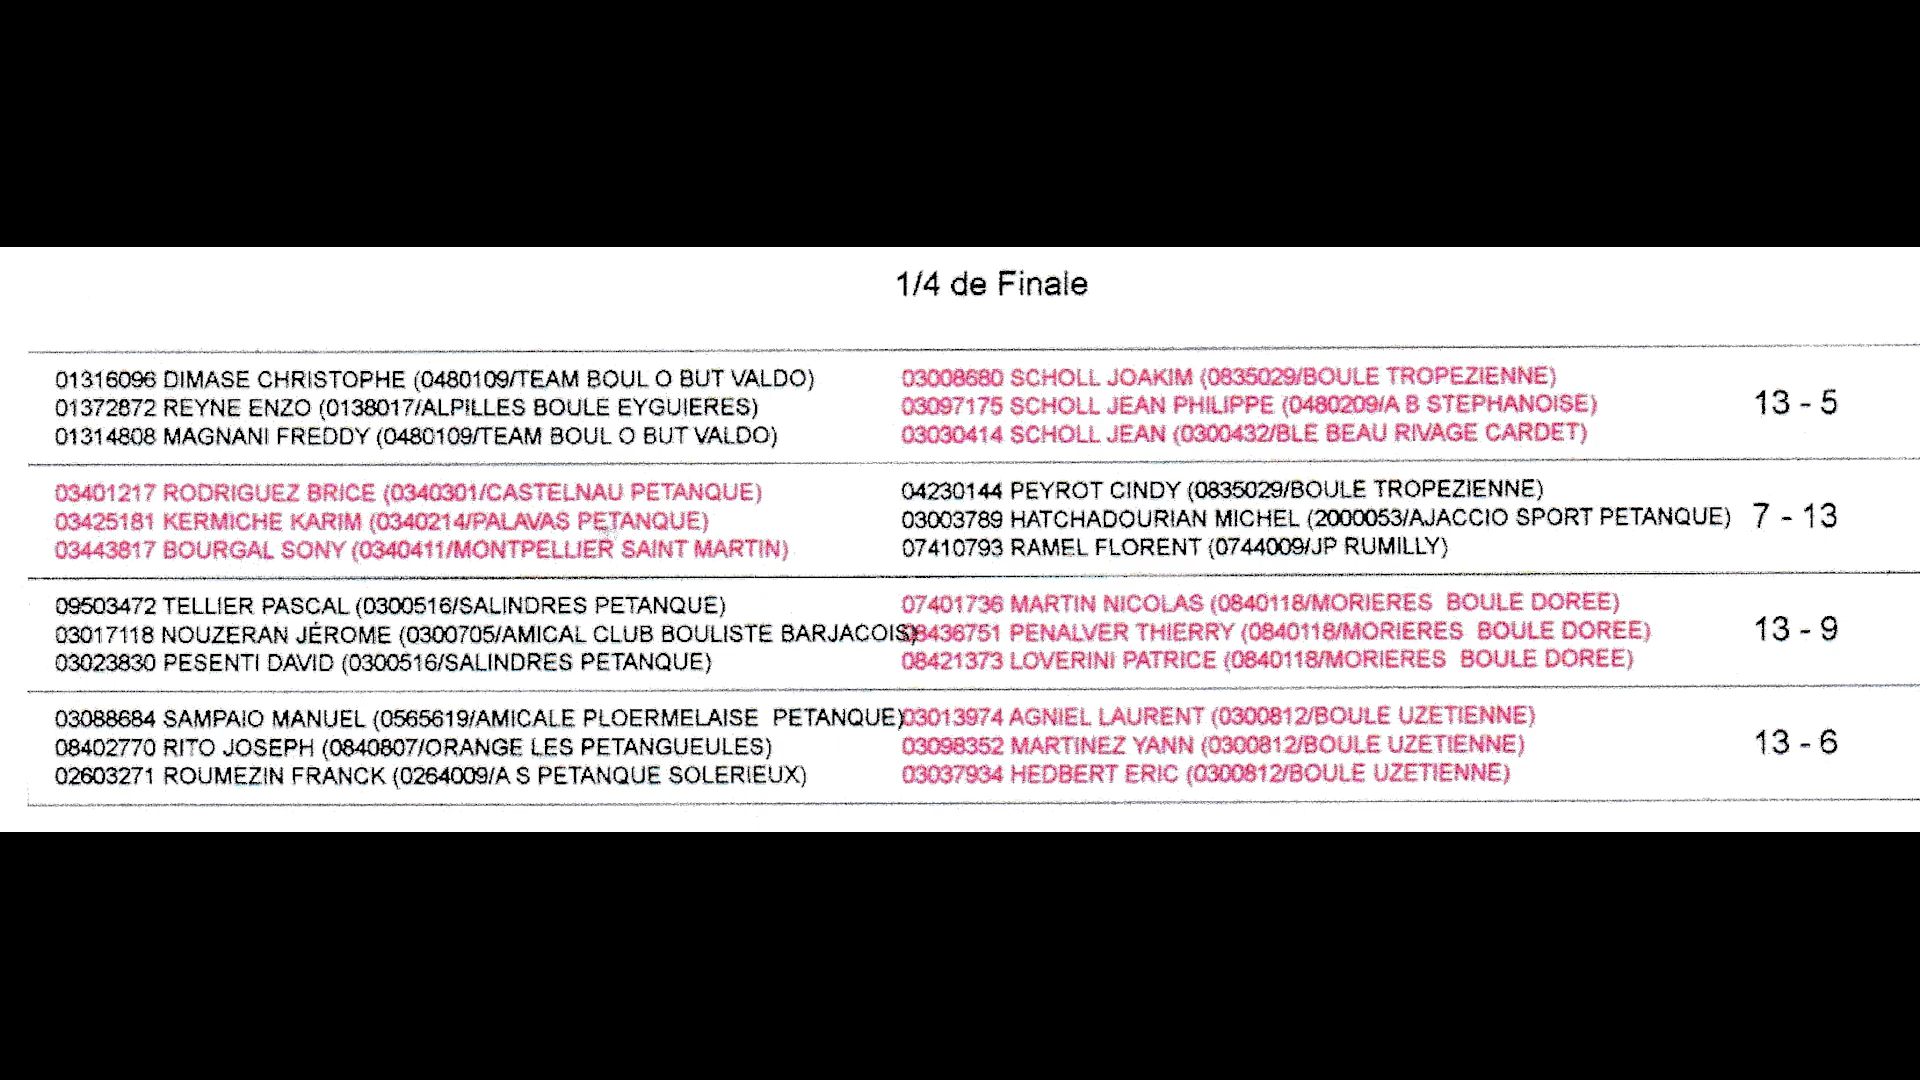 1/4 de Finale
01316096 DIMASE CHRISTOPHE (0480109/TEAM BOUL O BUT VALDO) 03008680 SCHOLL JOAKIM (0835029/BOULE TROPEZIENNE)
01372872 REYNE ENZO (0138017/ALPILLES BOULE EYGUIERES) 03097175 SCHOLL JEAN PHILIPPE (0480209/A B STEPHANOISE) 13 - 5
01314808 MAGNANI FREDDY (0480109/TEAM BOUL O BUT VALDO) 03030414 SCHOLL JEAN (0300432/BLE BEAU RIVAGE CARDET)
03401217 RODRIGUEZ BRICE (0340301/CASTELNAU PETANQUE) 04230144 PEYROT CINDY (0835029/BOULE TROPEZIENNE)
03425181 KERMICHE KARIM (0340214/PALAVAS PETANQUE) 03003789 HATCHADOURIAN MICHEL (2000053/AJACCIO SPORT PETANQUE) 7 - 13
03443817 BOURGAL SONY (0340411/MONTPELLIER SAINT MARTIN) 07410793 RAMEL FLORENT (0744009/JP RUMILLY)
09503472 TELLIER PASCAL (0300516/SALINDRES PETANQUE) 07401736 MARTIN NICOLAS (0840118/MORIERES BOULE DOREE)
03017118 NOUZERAN JÉROME (0300705/AMICAL CLUB BOULISTE BARJACOIS) 08436751 PENALVER THIERRY (0840118/MORIERES BOULE DOREE) 13 - 9
03023830 PESENTI DAVID (0300516/SALINDRES PETANQUE) 08421373 LOVERINI PATRICE (0840118/MORIERES BOULE DOREE)
03088684 SAMPAIO MANUEL (0565619/AMICALE PLOERMELAISE PETANQUE) 03013974 AGNIEL LAURENT (0300812/BOULE UZETIENNE)
08402770 RITO JOSEPH (0840807/ORANGE LES PETANGUEULES) 03098352 MARTINEZ YANN (0300812/BOULE UZETIENNE) 13 - 6
02603271 ROUMEZIN FRANCK (0264009/A S PETANQUE SOLERIEUX) 03037934 HEDBERT ERIC (0300812/BOULE UZETIENNE)